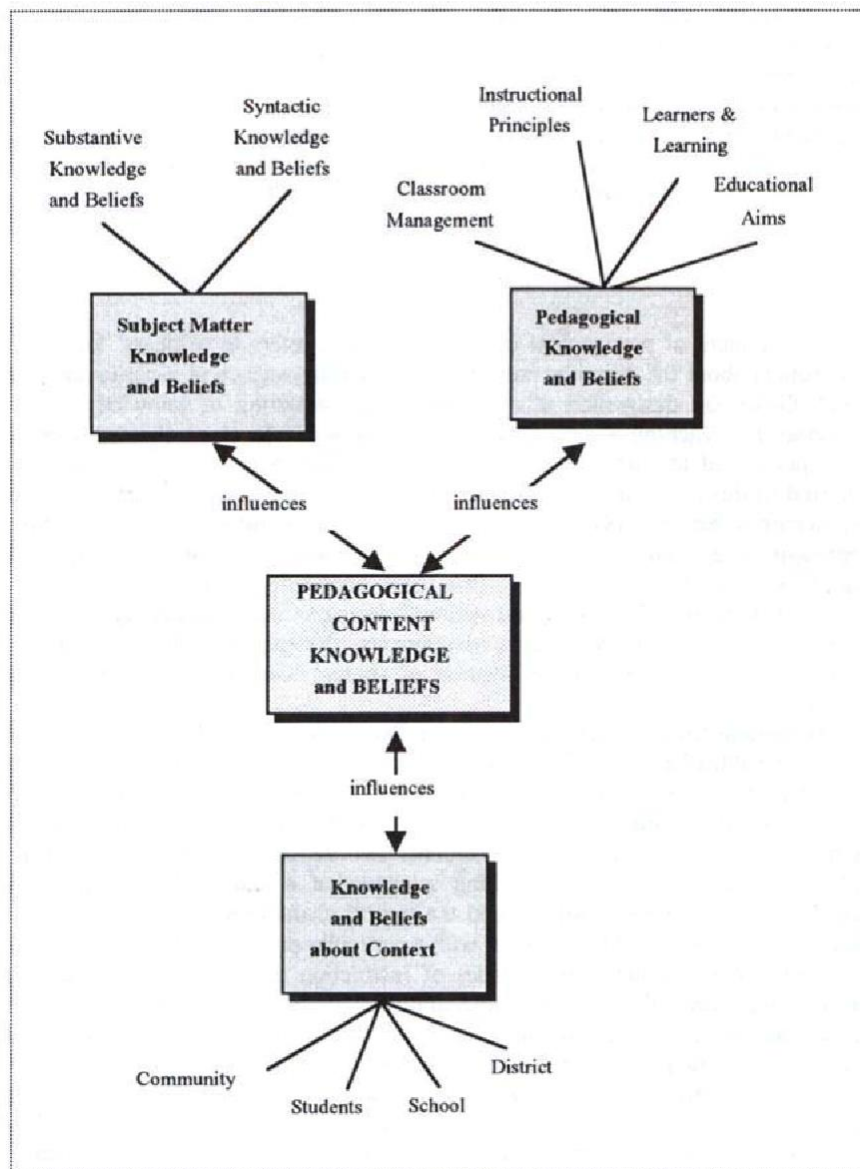 Substantive
Knowledge
and Beliefs
Syntactic
Knowledge
and Beliefs
Classroom
Management
Instructional
Principles
Learners &
Learning
Educational
Aims
Subject Matter
Knowledge
and Beliefs
Pedagogical
Knowledge
and Beliefs
influences
influences
PEDAGOGICAL
CONTENT
KNOWLEDGE
and BELIEFS
influences
Knowledge
and Beliefs
about Context
Community
Students
School
District